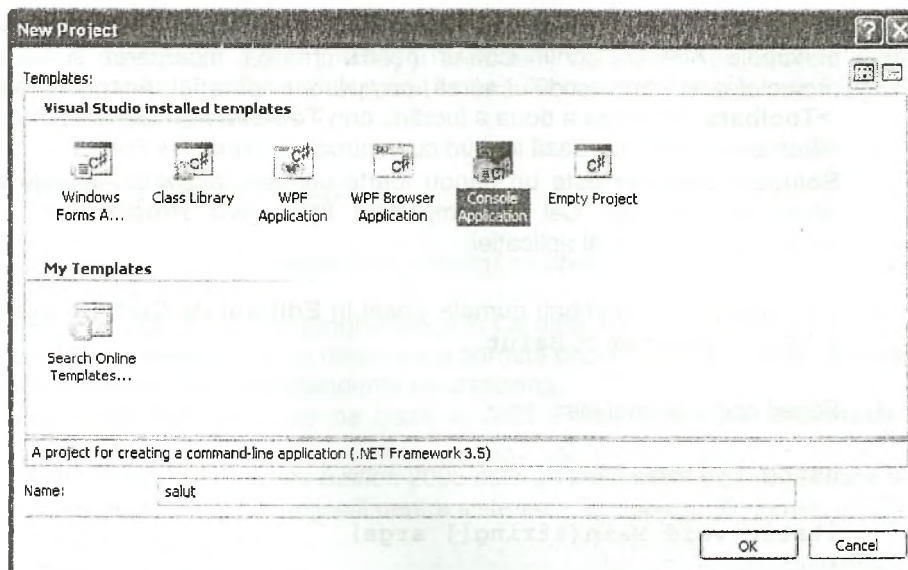 New Project
Templates:
Visual Studio installed templates
Windows Forms A...
Class Library
WPF Application
WPF Browser Application
Console Application
Empty Project
My Templates
Search Online Templates...
A project for creating a command-line application (.NET Framework 3.5)
Name:
salut
OK
Cancel